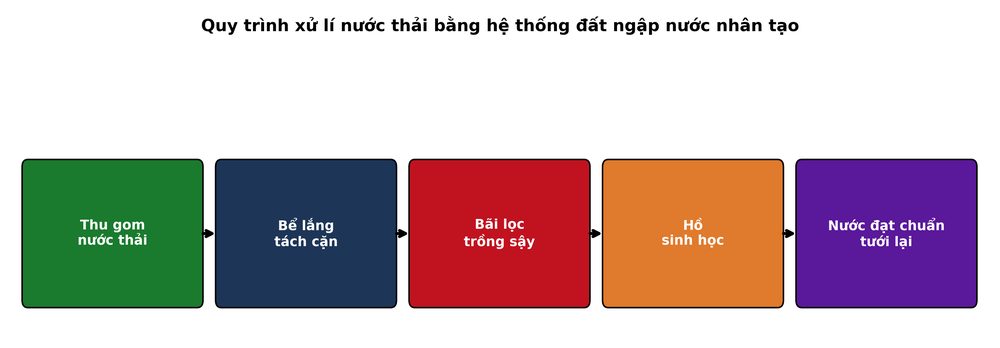 Quy trình xử lí nước thải bằng hệ thống đất ngập nước nhân tạo
Thu gom
nước thải
Bể lắng
tách cặn
Bãi lọc
trồng sậy
Hồ
sinh học
Nước đạt chuẩn
tưới lại